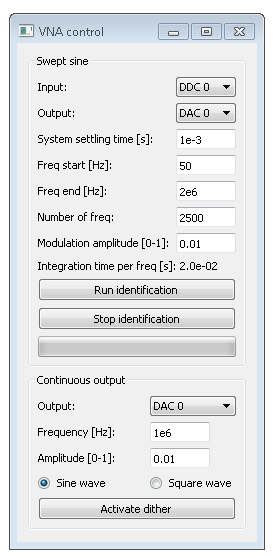 VNA control
Swept sine
Input: DDC 0
Output: DAC 0
System settling time [s]: 1e-3
Freq start [Hz]: 50
Freq end [Hz]: 2e6
Number of freq: 2500
Modulation amplitude [0-1]: 0.01
Integration time per freq [s]: 2.0e-02
Run identification
Stop identification
Continuous output
Output: DAC 0
Frequency [Hz]: 1e6
Amplitude [0-1]: 0.01
Sine wave Square wave
Activate dither